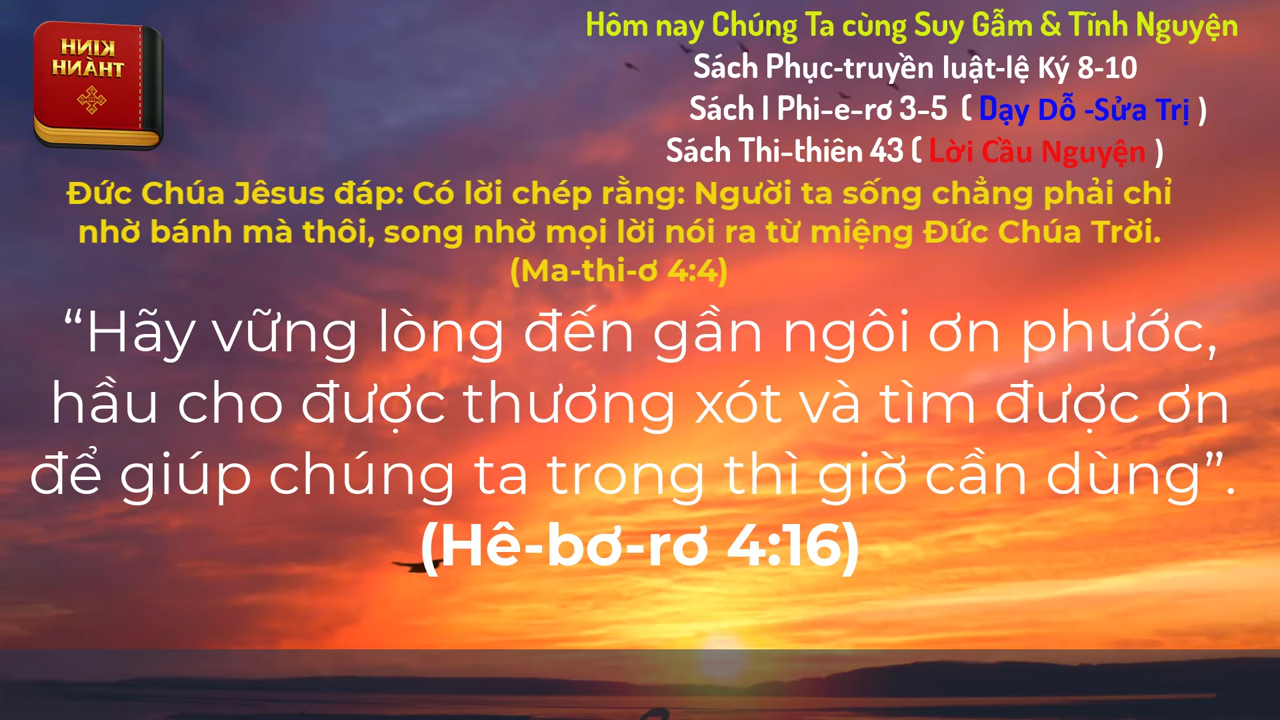 KINH
THÀNH
Hôm nay Chúng Ta cùng Suy Gẫm & Tĩnh Nguyện
Sách Phục-truyền luật-lệ Ký 8-10
Sách I Phi-e-rơ 3-5 ( Dạy Dỗ -Sửa Trị )
Sách Thi-thiên 43 ( Lời Cầu Nguyện )
Đức Chúa Jêsus đáp: Có lời chép rằng: Người ta sống chẳng phải chỉ
nhờ bánh mà thôi, song nhờ mọi lời nói ra từ miệng Đức Chúa Trời.
(Ma-thi-ơ 4:4)
“Hãy vững lòng đến gần ngôi ơn phước,
hầu cho được thương xót và tìm được ơn
để giúp chúng ta trong thì giờ cần dùng”.
(Hê-bơ-rơ 4:16)